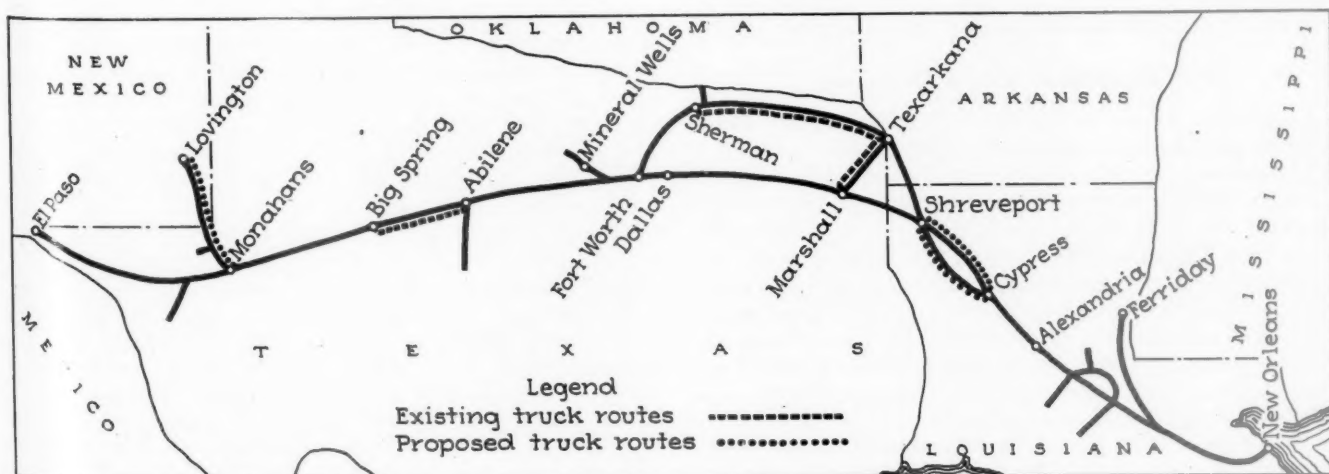 OKLAHOMA
NEW
MEXICO
Lovington
Mineral Wells
Texarkana
ARKANSAS
MISSISSIPPI
El Paso
Monahans
Big Spring
Abilene
Sherman
Fort Worth
Dallas
Marshall
Shreveport
Cypress
Alexandria
Ferriday
New Orleans
MEXICO
TEXAS
Legend
Existing truck routes
Proposed truck routes
LOUISIANA